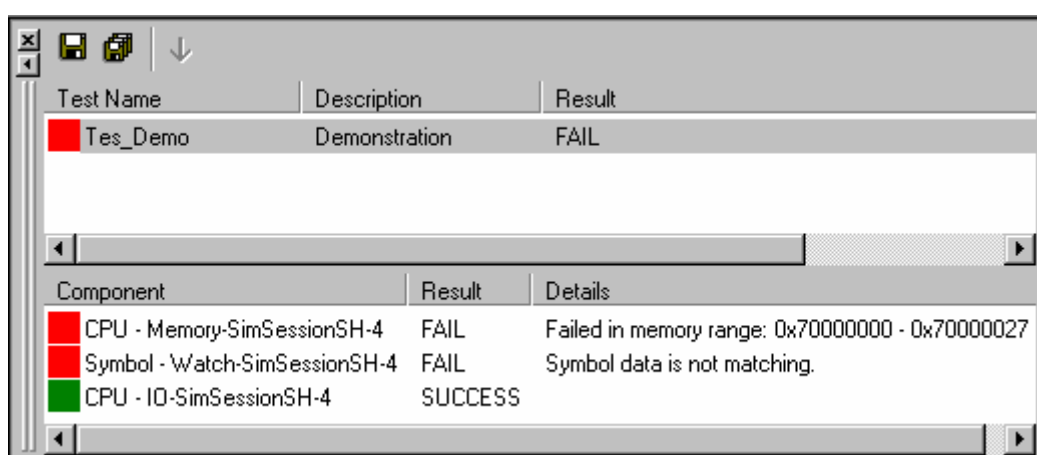 Test Name Description Result
Tes_Demo Demonstration FAIL
Component Result Details
CPU - Memory-SimSessionSH-4 FAIL Failed in memory range: 0x70000000 - 0x70000027
Symbol - Watch-SimSessionSH-4 FAIL Symbol data is not matching.
CPU - IO-SimSessionSH-4 SUCCESS